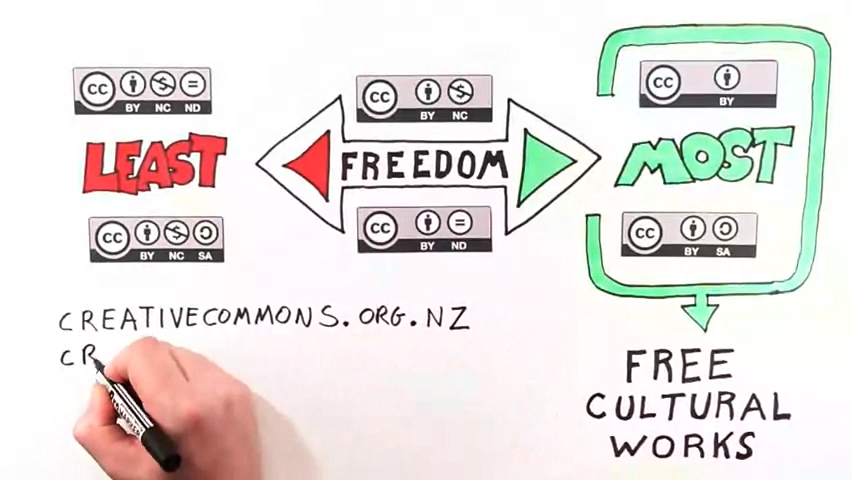 cc BY NC ND
cc BY NC
cc BY
LEAST
FREEDOM
MOST
cc BY NC SA
cc BY ND
cc BY SA
CREATIVECOMMONS.ORG.NZ
CR
FREE
CULTURAL
WORKS